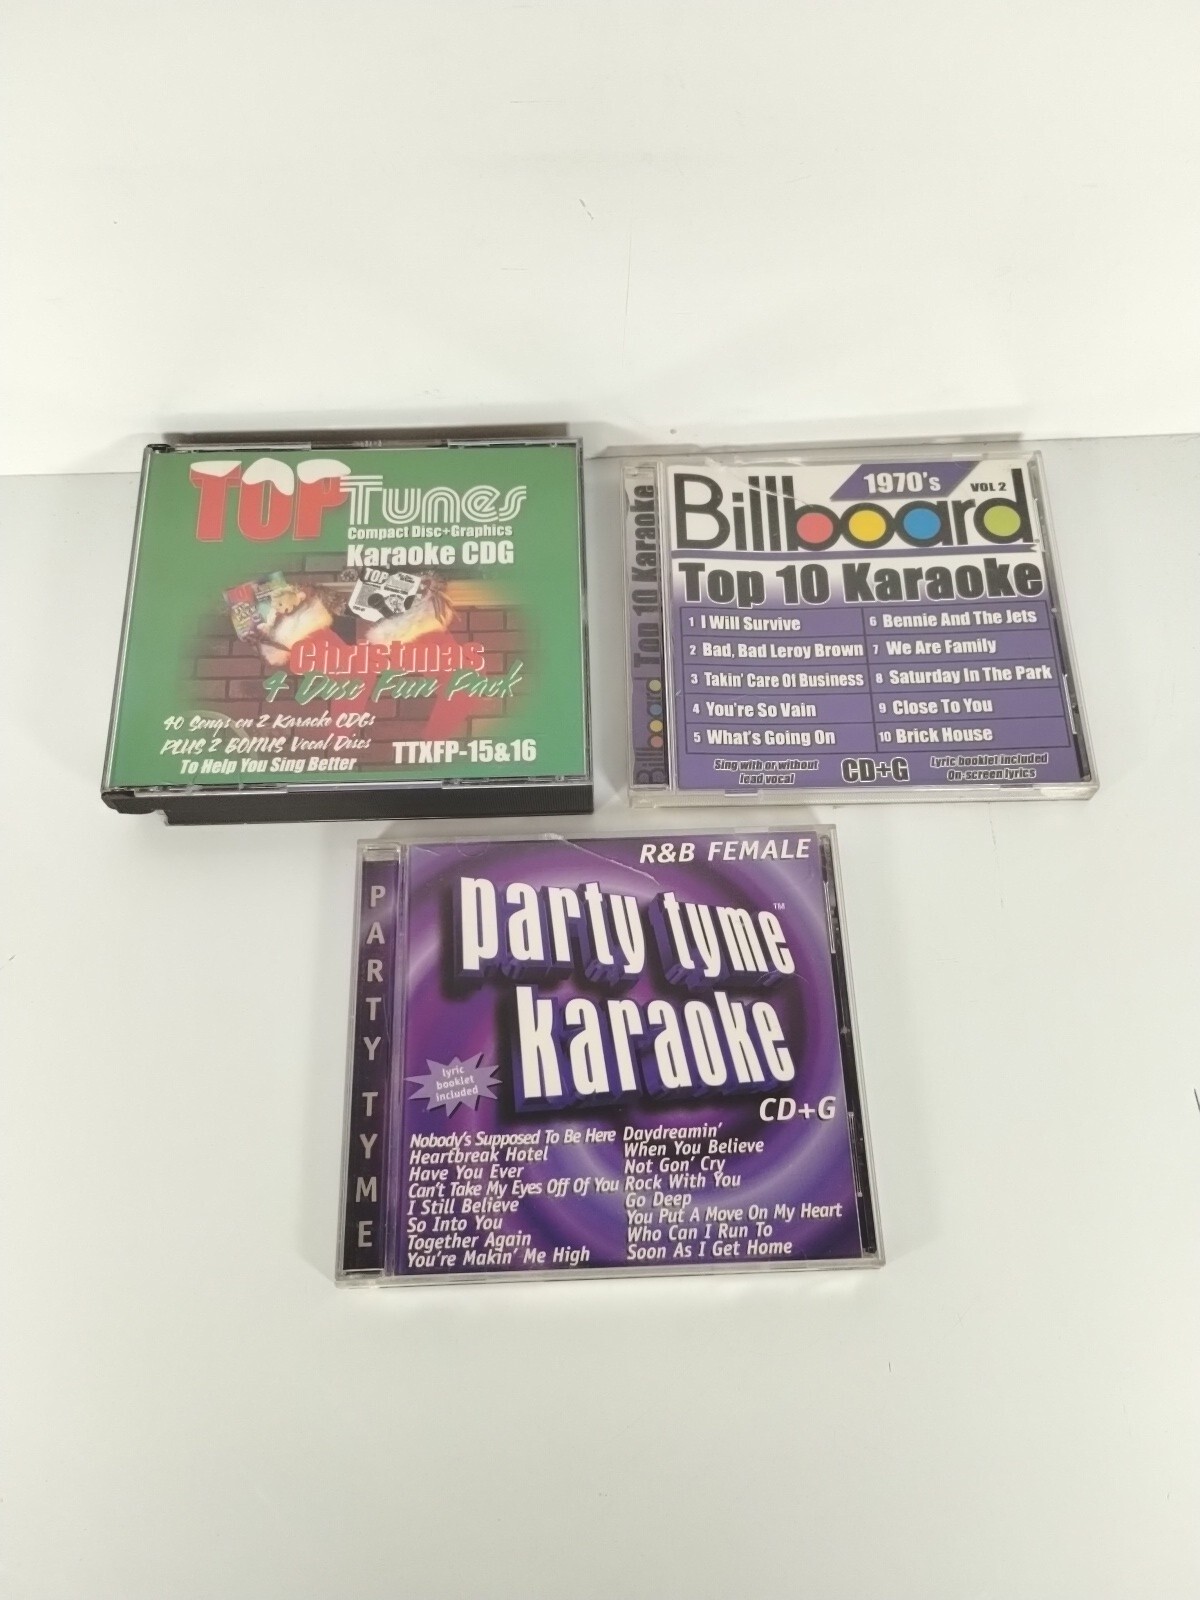 TOP Tunes
Compact Disc+Graphics
Karaoke CDG
TOP
Christmas
4 Disc Fun Pack
40 Songs on 2 Karaoke CDGs
PLUS 2 BONUS Vocal Discs
To Help You Sing Better
TTXFP-15&16
Billboard Top 10 Karaoke
1970's
Billboard
VOL 2
Top 10 Karaoke
1 I Will Survive
2 Bad, Bad Leroy Brown
3 Takin' Care Of Business
4 You're So Vain
5 What's Going On
6 Bennie And The Jets
7 We Are Family
8 Saturday In The Park
9 Close To You
10 Brick House
Sing with or without
lead vocal
CD+G
Lyric booklet included
On-screen lyrics
PARTY TYME
R&B FEMALE
party tyme™
karaoke
lyric
booklet
included
CD+G
Nobody's Supposed To Be Here
Heartbreak Hotel
Have You Ever
Can't Take My Eyes Off Of You
I Still Believe
So Into You
Together Again
You're Makin' Me High
Daydreamin'
When You Believe
Not Gon' Cry
Rock With You
Go Deep
You Put A Move On My Heart
Who Can I Run To
Soon As I Get Home